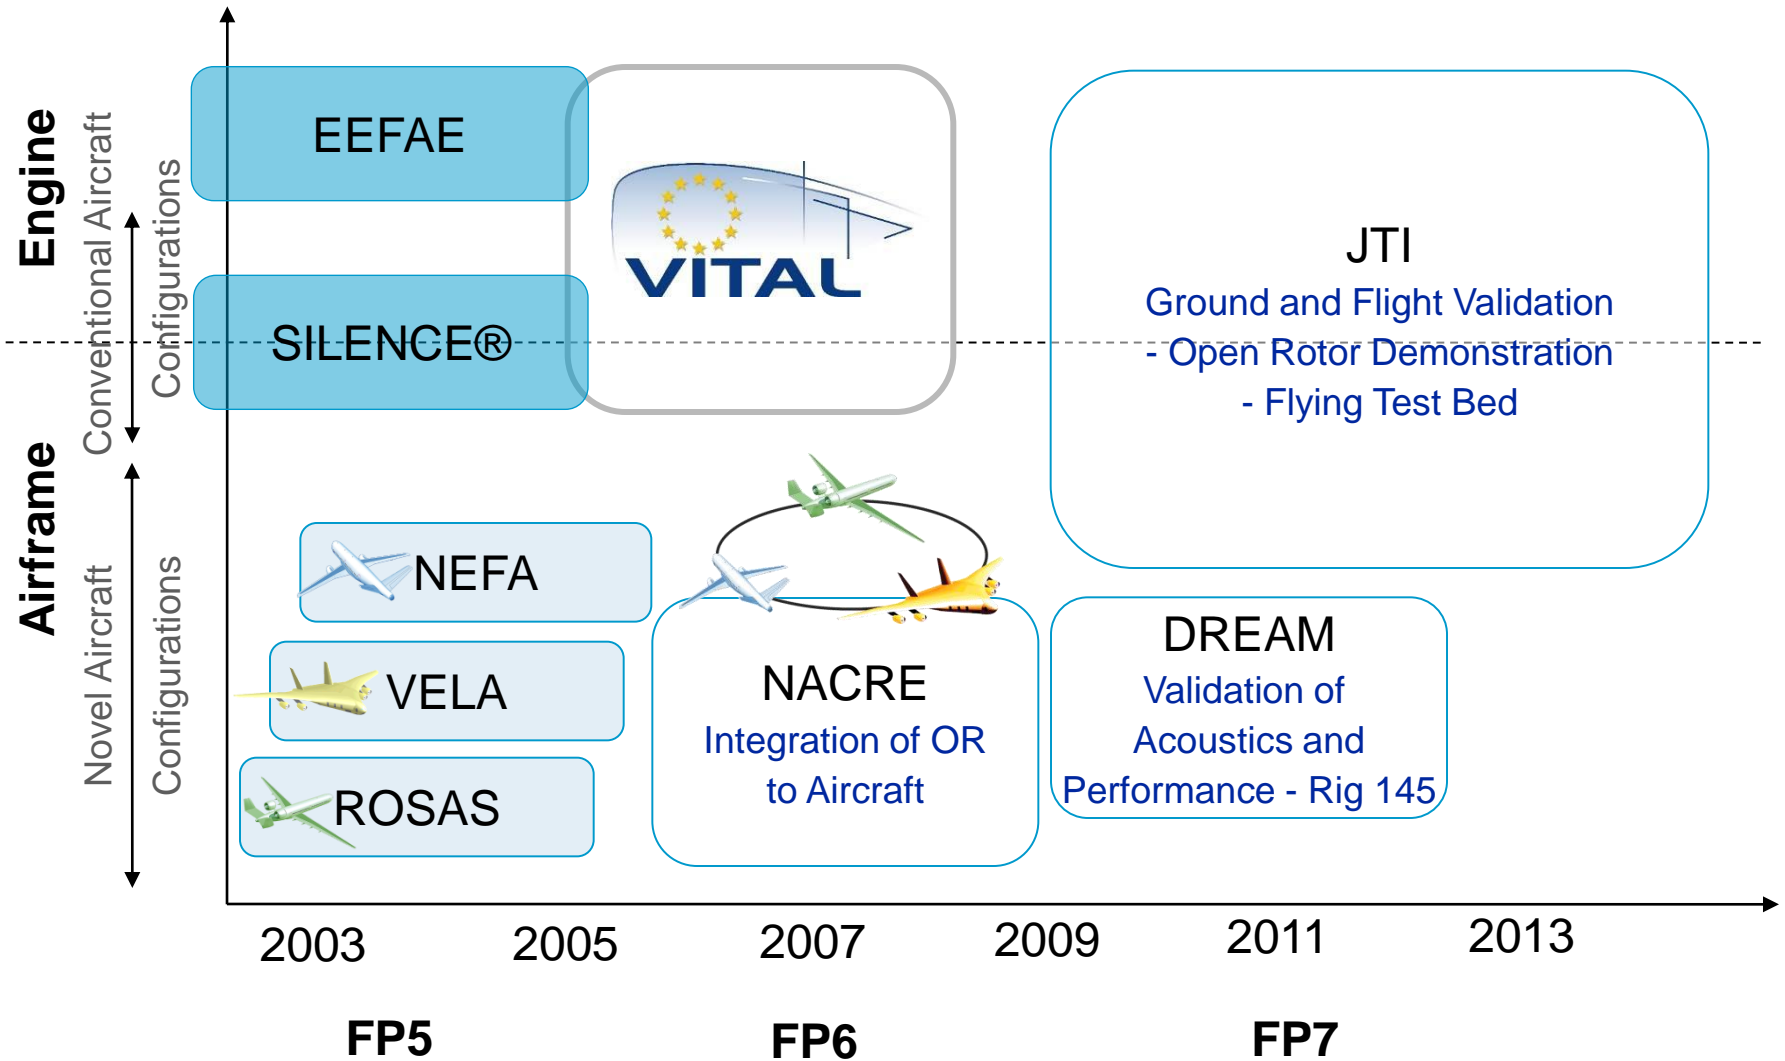 Engine
Airframe
Conventional Aircraft
Configurations
Novel Aircraft
Configurations
EEFAE
SILENCE®
VITAL
JTI
Ground and Flight Validation
- Open Rotor Demonstration
- Flying Test Bed
NEFA
VELA
ROSAS
NACRE
Integration of OR
to Aircraft
DREAM
Validation of
Acoustics and
Performance - Rig 145
2003
2005
2007
2009
2011
2013
FP5
FP6
FP7